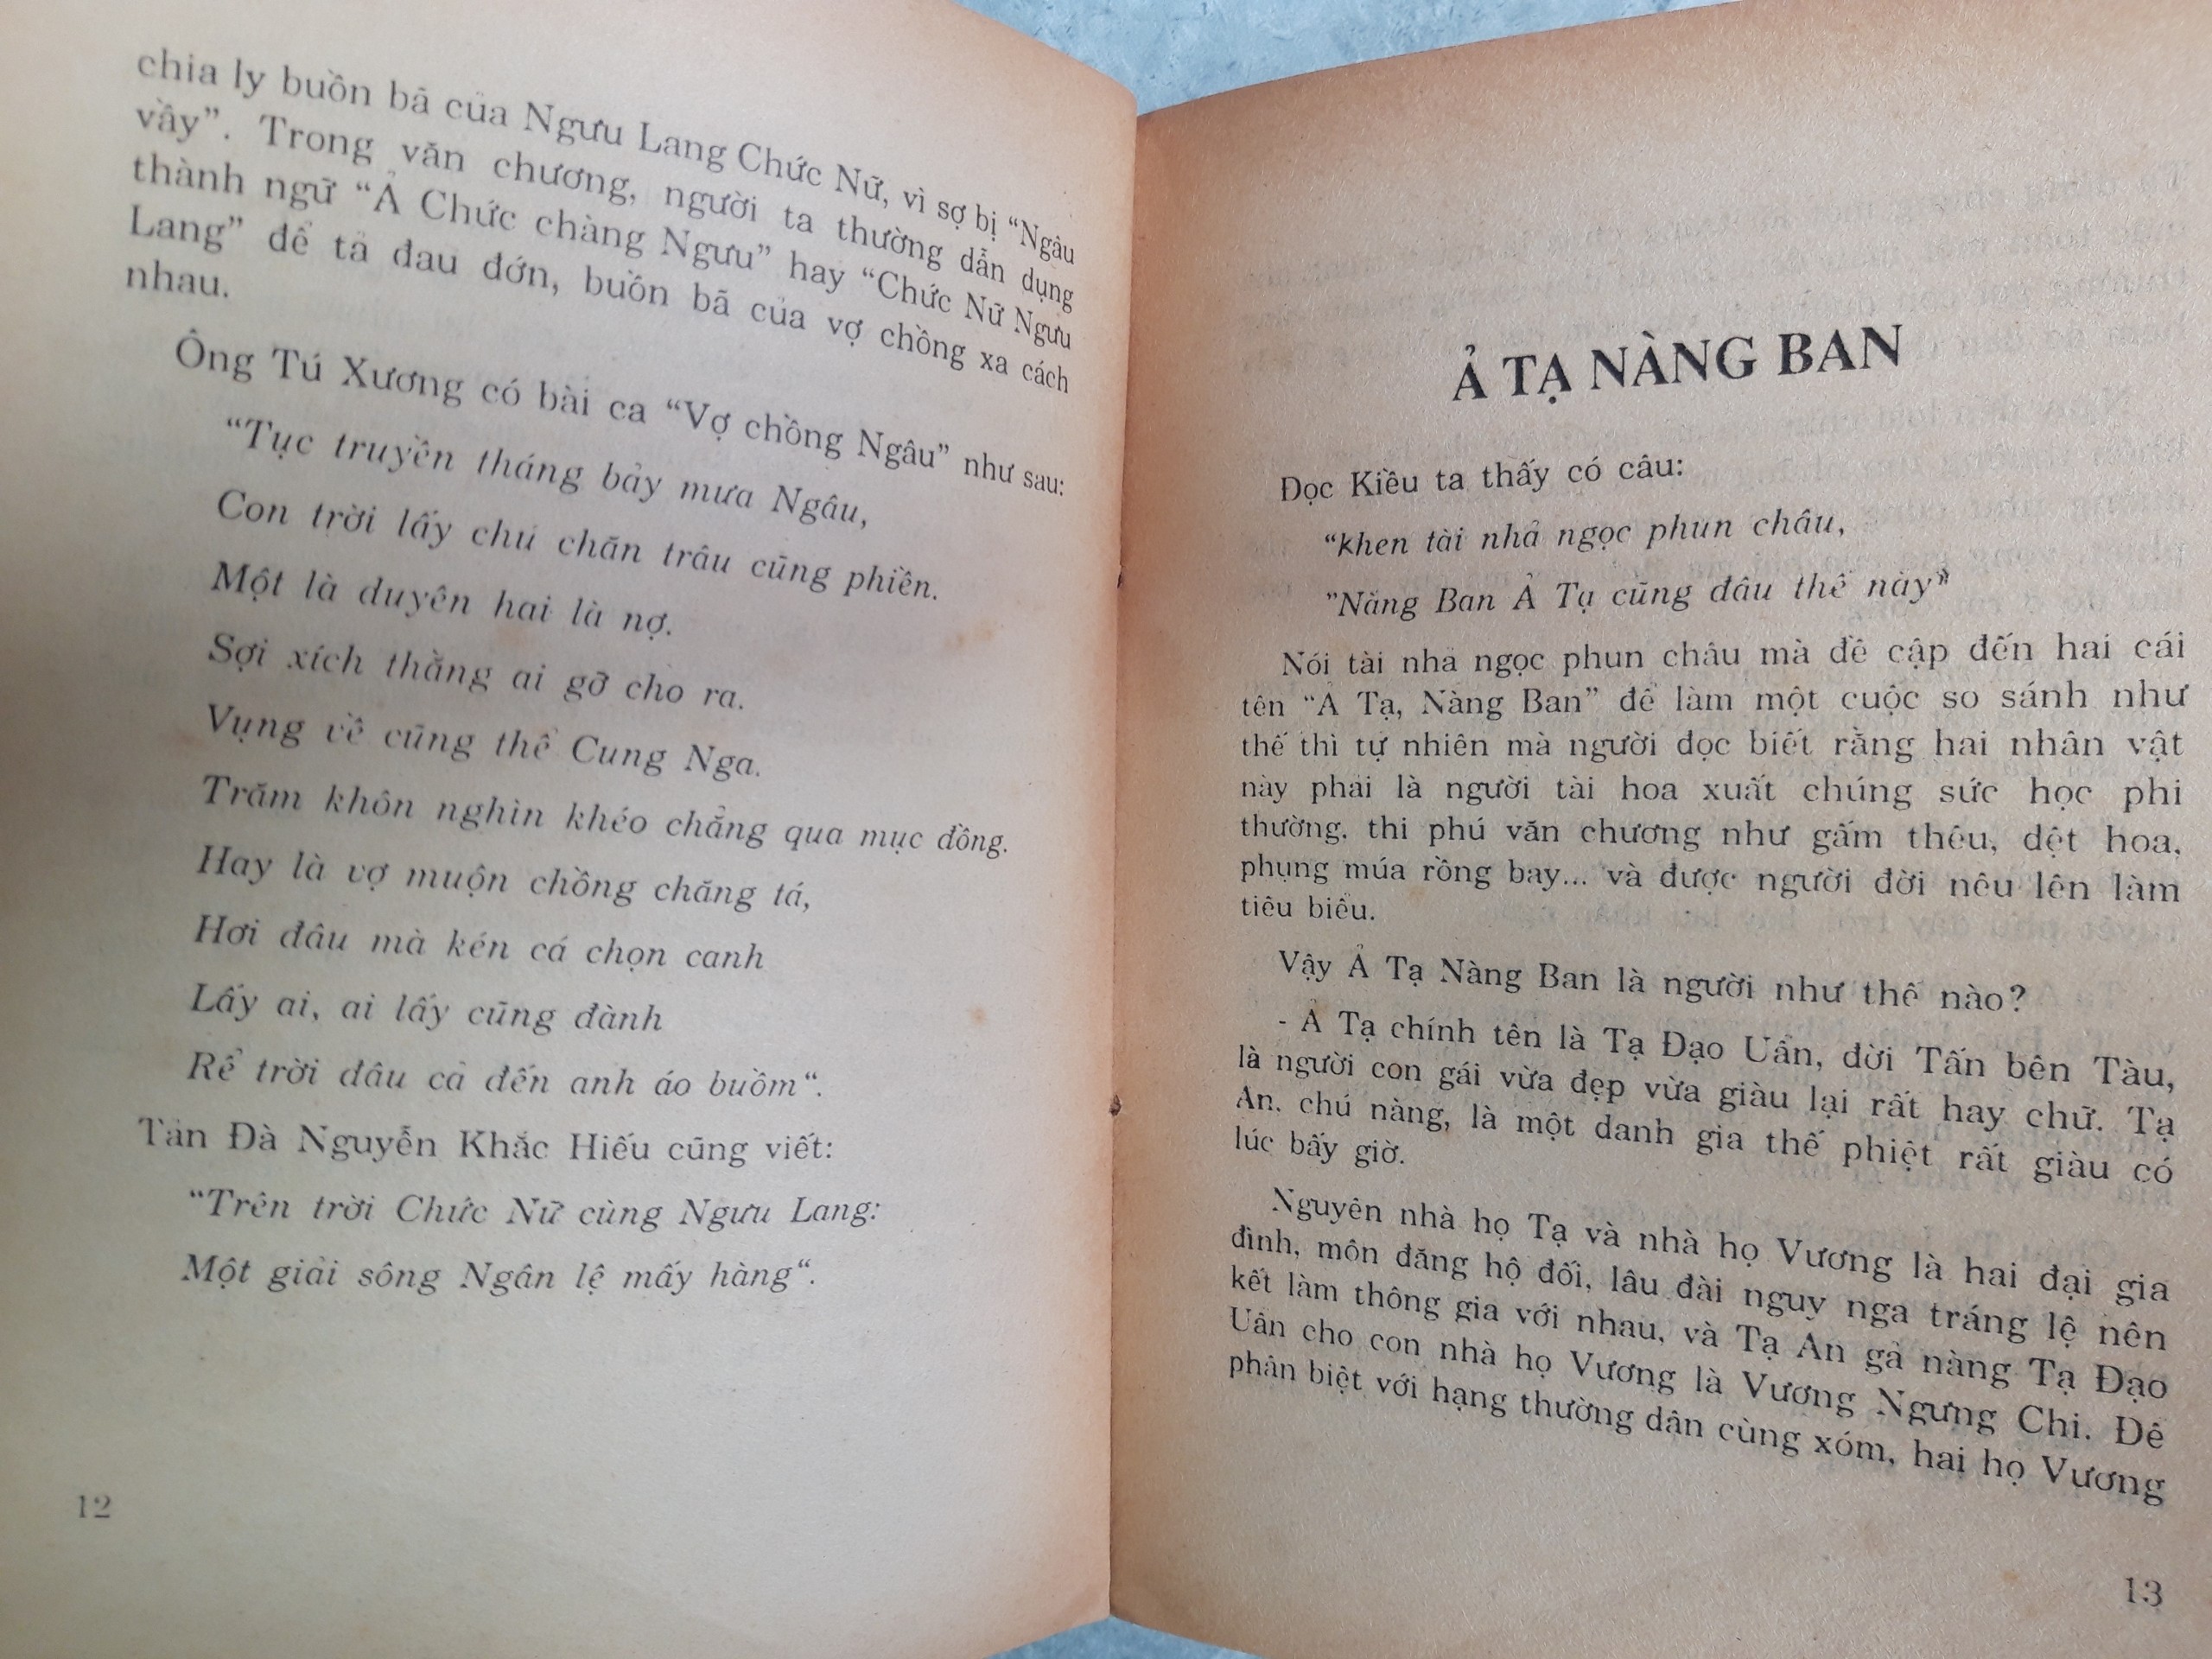 chia ly buồn bã của Ngưu Lang Chức Nữ, vì sợ bị “Ngâu
vầy”. Trong văn chương, người ta thường dẫn dụng
thành ngữ “Ả Chức chàng Ngưu” hay “Chức Nữ Ngưu
Lang” để tả đau đớn, buồn bã của vợ chồng xa cách
nhau.
Ông Tú Xương có bài ca “Vợ chồng Ngâu” như sau:
“Tục truyền tháng bảy mưa Ngâu,
Con trời lấy chú chăn trâu cũng phiền.
Một là duyên hai là nợ.
Sợi xích thằng ai gỡ cho ra.
Vụng về cũng thể Cung Nga.
Trăm khôn nghìn khéo chẳng qua mục đồng.
Hay là vợ muộn chồng chăng tá,
Hơi đâu mà kén cá chọn canh
Lấy ai, ai lấy cũng đành
Rể trời đâu cả đến anh áo buồm“.
Tản Đà Nguyễn Khắc Hiếu cũng viết:
“Trên trời Chức Nữ cùng Ngưu Lang:
Một giải sông Ngân lệ mấy hàng“.
12
Ả TẠ NÀNG BAN
Đọc Kiều ta thấy có câu:
“khen tài nhả ngọc phun châu,
”Nàng Ban Ả Tạ cũng đâu thế này”
Nói tài nhả ngọc phun châu mà đề cập đến hai cái
tên “Ả Tạ, Nàng Ban” để làm một cuộc so sánh như
thế thì tự nhiên mà người đọc biết rằng hai nhân vật
này phải là người tài hoa xuất chúng sức học phi
thường, thi phú văn chương như gấm thêu, dệt hoa,
phụng múa rồng bay... và được người đời nêu lên làm
tiêu biểu.
Vậy Ả Tạ Nàng Ban là người như thế nào?
- Ả Tạ chính tên là Tạ Đạo Uẩn, đời Tấn bên Tàu,
là người con gái vừa đẹp vừa giàu lại rất hay chữ. Tạ
An, chú nàng, là một danh gia thế phiệt rất giàu có
lúc bấy giờ.
Nguyên nhà họ Tạ và nhà họ Vương là hai đại gia
đình, môn đăng hộ đối, lâu đài nguy nga tráng lệ nên
kết làm thông gia với nhau, và Tạ An gả nàng Tạ Đạo
Uẩn cho con nhà họ Vương là Vương Ngưng Chi. Để
phân biệt với hạng thường dân cùng xóm, hai họ Vương
13